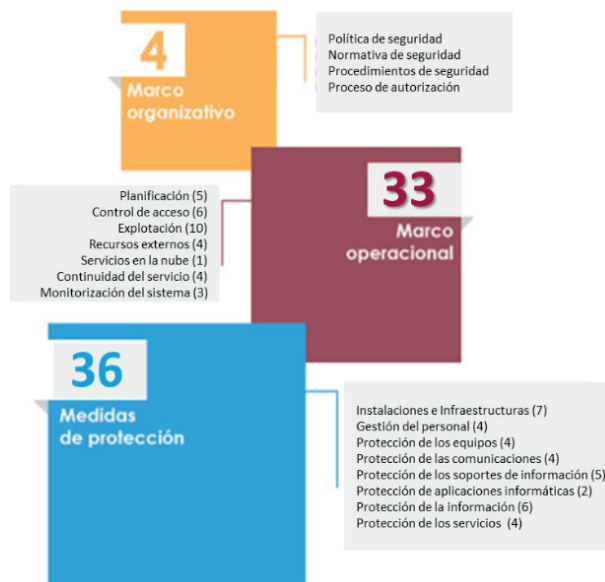 4
Marco
organizativo
Política de seguridad
Normativa de seguridad
Procedimientos de seguridad
Proceso de autorización
33
Marco
operacional
Planificación (5)
Control de acceso (6)
Explotación (10)
Recursos externos (4)
Servicios en la nube (1)
Continuidad del servicio (4)
Monitorización del sistema (3)
36
Medidas
de protección
Instalaciones e Infraestructuras (7)
Gestión del personal (4)
Protección de los equipos (4)
Protección de las comunicaciones (4)
Protección de los soportes de información (5)
Protección de aplicaciones informáticas (2)
Protección de la información (6)
Protección de los servicios (4)